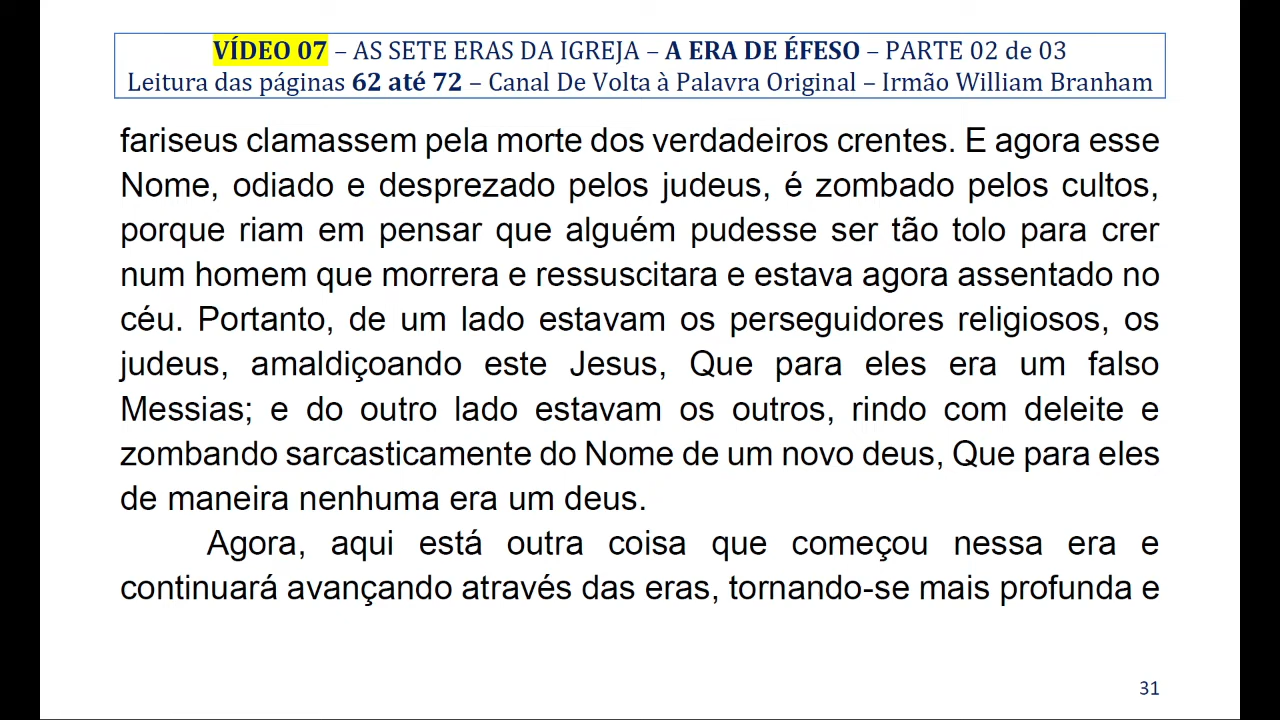 VÍDEO 07 – AS SETE ERAS DA IGREJA – A ERA DE ÉFESO – PARTE 02 de 03
Leitura das páginas 62 até 72 – Canal De Volta à Palavra Original – Irmão William Branham
fariseus clamassem pela morte dos verdadeiros crentes. E agora esse
Nome, odiado e desprezado pelos judeus, é zombado pelos cultos,
porque riam em pensar que alguém pudesse ser tão tolo para crer
num homem que morrera e ressuscitara e estava agora assentado no
céu. Portanto, de um lado estavam os perseguidores religiosos, os
judeus, amaldiçoando este Jesus, Que para eles era um falso
Messias; e do outro lado estavam os outros, rindo com deleite e
zombando sarcasticamente do Nome de um novo deus, Que para eles
de maneira nenhuma era um deus.
Agora, aqui está outra coisa que começou nessa era e
continuará avançando através das eras, tornando-se mais profunda e
31